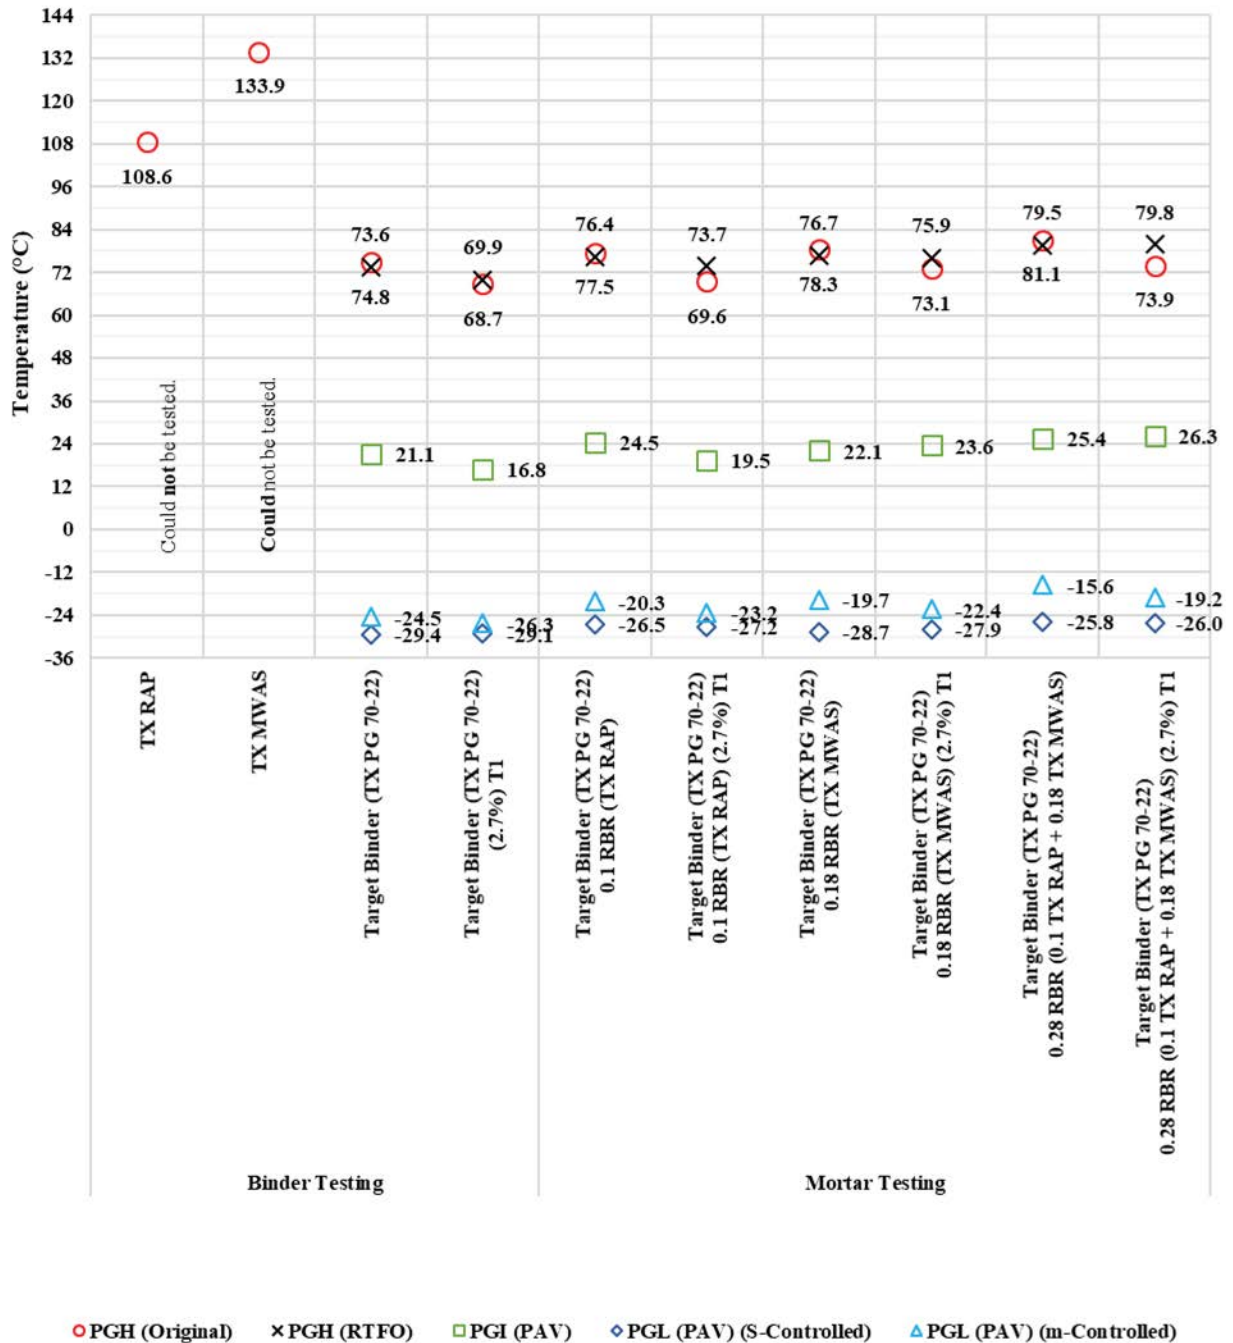 144
132
120
108
96
84
72
60
48
36
24
12
0
-12
-24
-36
Temperature (°C)
108.6
133.9
73.6
74.8
69.9
68.7
76.4
77.5
73.7
69.6
76.7
78.3
75.9
73.1
79.5
81.1
79.8
73.9
Could not be tested.
Could not be tested.
21.1
16.8
24.5
19.5
22.1
23.6
25.4
26.3
-24.5
-29.4
-26.3
-29.1
-20.3
-26.5
-23.2
-27.2
-19.7
-28.7
-22.4
-27.9
-15.6
-25.8
-19.2
-26.0
TX RAP
TX MWAS
Target Binder (TX PG 70-22)
Target Binder (TX PG 70-22)
(2.7%) T1
Target Binder (TX PG 70-22)
0.1 RBR (TX RAP)
Target Binder (TX PG 70-22)
0.1 RBR (TX RAP) (2.7%) T1
Target Binder (TX PG 70-22)
0.18 RBR (TX MWAS)
Target Binder (TX PG 70-22)
0.18 RBR (TX MWAS) (2.7%) T1
Target Binder (TX PG 70-22)
0.28 RBR (0.1 TX RAP + 0.18 TX MWAS)
Target Binder (TX PG 70-22)
0.28 RBR (0.1 TX RAP + 0.18 TX MWAS) (2.7%) T1
Binder Testing
Mortar Testing
PGH (Original)
PGH (RTFO)
PGI (PAV)
PGL (PAV) (S-Controlled)
PGL (PAV) (m-Controlled)